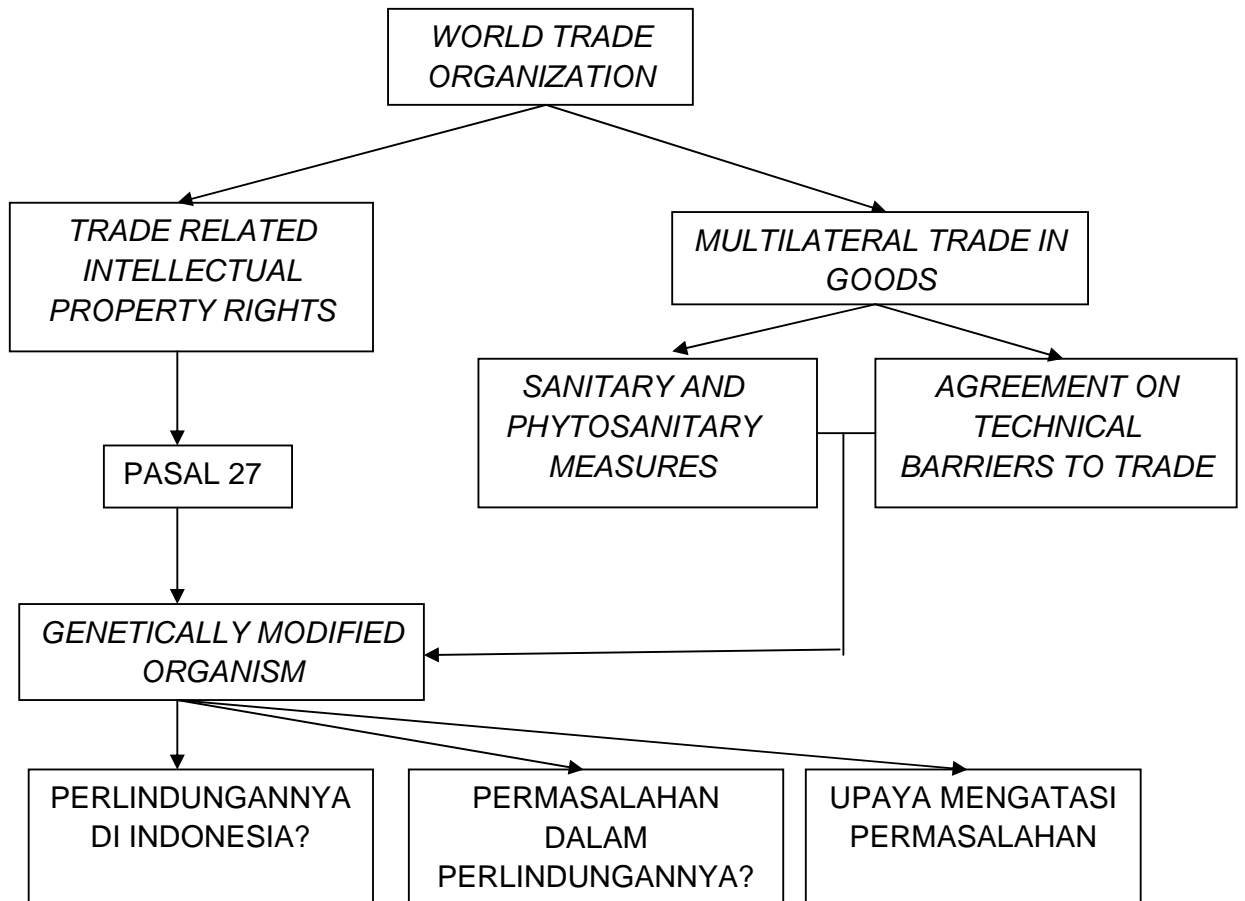 WORLD TRADE
ORGANIZATION
TRADE RELATED
INTELLECTUAL
PROPERTY RIGHTS
MULTILATERAL TRADE IN
GOODS
SANITARY AND
PHYTOSANITARY
MEASURES
AGREEMENT ON
TECHNICAL
BARRIERS TO TRADE
PASAL 27
GENETICALLY MODIFIED
ORGANISM
PERLINDUNGANNYA
DI INDONESIA?
PERMASALAHAN
DALAM
PERLINDUNGANNYA?
UPAYA MENGATASI
PERMASALAHAN